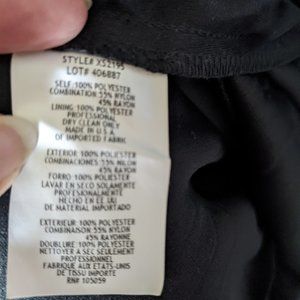 STYLE# XS2195
LOT# 406887
SELF: 100% POLYESTER
COMBINATION: 55% NYLON
45% RAYON
LINING: 100% POLYESTER
PROFESSIONAL
DRY CLEAN ONLY
MADE IN U.S.A
OF IMPORTED FABRIC
EXTERIOR: 100% POLIESTER
COMBINACIONES: 55% NILON
45% RAYON
FORRO: 100% POLIESTER
LAVAR EN SECO SOLAMENTE
PROFESIONALMENTE
HECHO EN EE. UU
DE MATERIAL IMPORTADO
EXTERIEUR: 100% POLYESTER
COMBINAISON: 55% NYLON
45% RAYONNE
DOUBLURE: 100% POLYESTER
NETTOYER A SEC SEULEMENT
PROFESSIONNEL
FABRIQUE AUX ETATS-UNIS
DE TISSU IMPORTE
RN# 105059